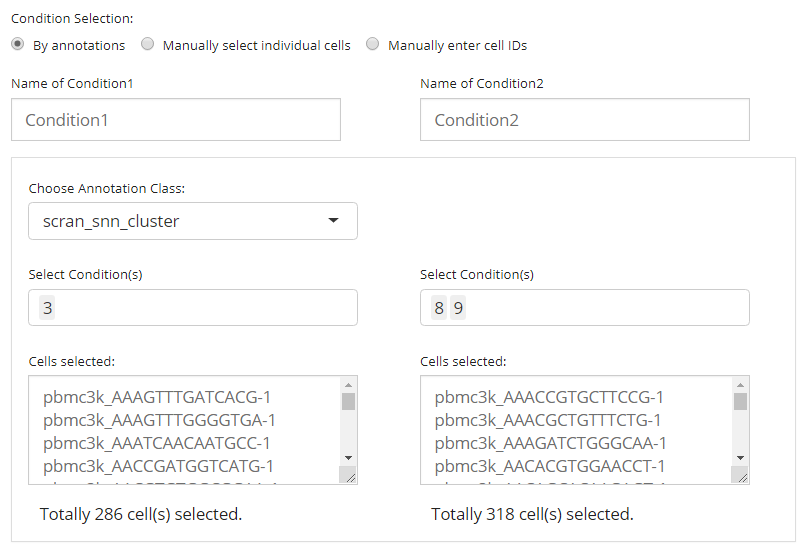 Condition Selection:
By annotations Manually select individual cells Manually enter cell IDs
Name of Condition1 Name of Condition2
Condition1 Condition2
Choose Annotation Class:
scran_snn_cluster
Select Condition(s) Select Condition(s)
3 8 9
Cells selected: Cells selected:
pbmc3k_AAAGTTTGATCACG-1 pbmc3k_AAACCGTGCTTCCG-1
pbmc3k_AAAGTTTGGGGTGA-1 pbmc3k_AAACGCTGTTTCTG-1
pbmc3k_AAATCAACAATGCC-1 pbmc3k_AAAGATCTGGGCAA-1
pbmc3k_AACCGATGGTCATG-1 pbmc3k_AACACGTGGAACCT-1
Totally 286 cell(s) selected. Totally 318 cell(s) selected.